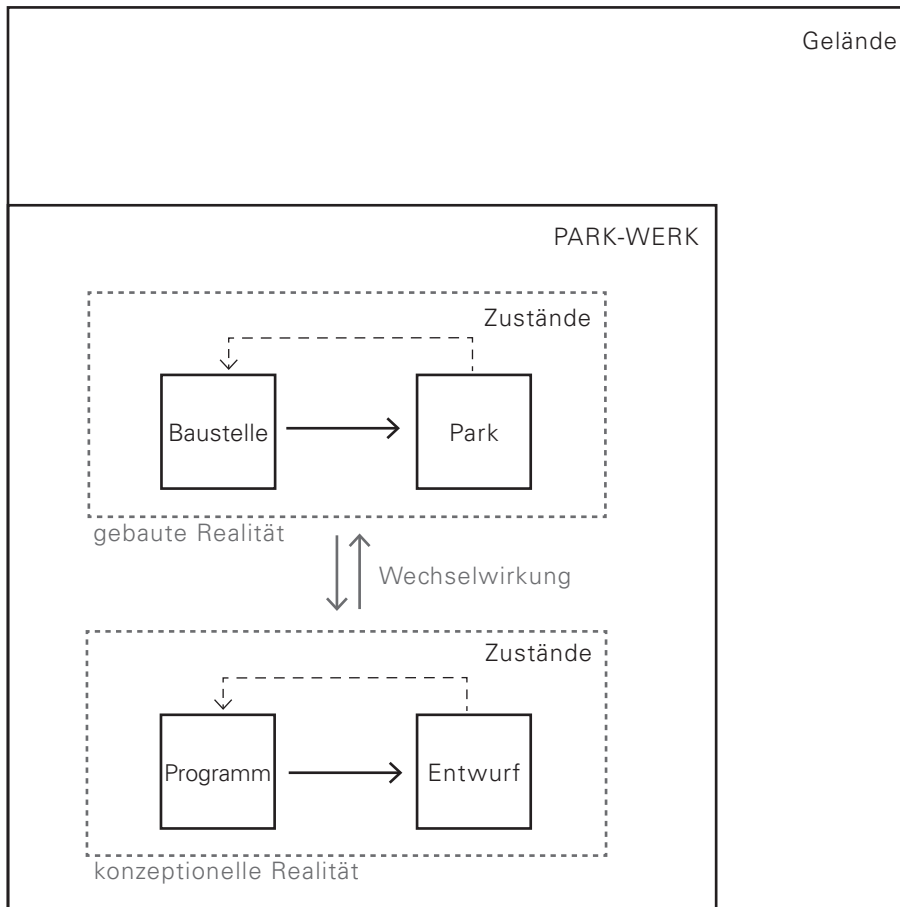 Gelände
PARK-WERK
Zustände
Baustelle
Park
gebaute Realität
Wechselwirkung
Zustände
Programm
Entwurf
konzeptionelle Realität